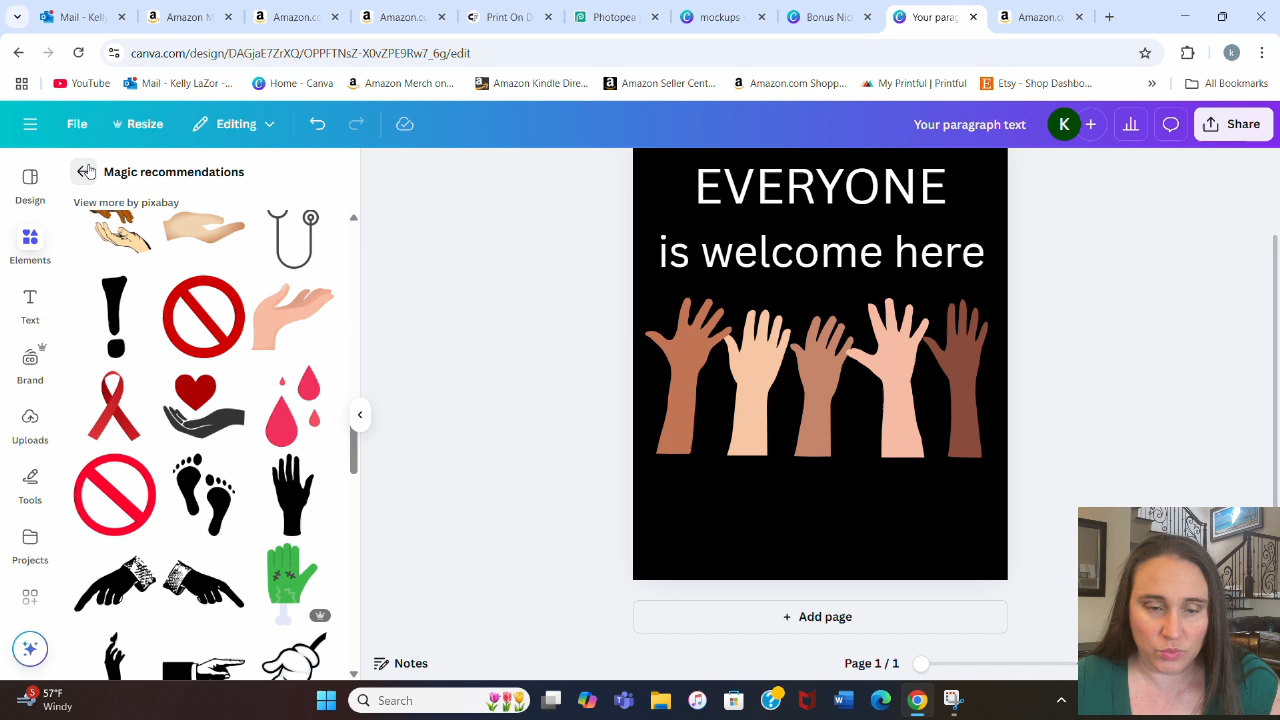 Mail - Kelly
Amazon M
Amazon.co
Amazon.co
Print On D
Photopea
mockups
Bonus Nic
Your parag
Amazon.co
canva.com/design/DAGjaE7ZrXQ/OPPFTNsZ-X0vZPE9Rw7_6g/edit
k
YouTube
Mail - Kelly LaZor -...
Home - Canva
Amazon Merch on...
Amazon Kindle Dire...
Amazon Seller Cent...
Amazon.com Shopp...
My Printful | Printful
Etsy - Shop Dashbo...
All Bookmarks
File
Resize
Editing
Your paragraph text
K
Share
Design
Elements
Text
Brand
Uploads
Tools
Projects
Magic recommendations
View more by pixabay
EVERYONE
is welcome here
+ Add page
Notes
Page 1 / 1
5
57°F
Windy
Search